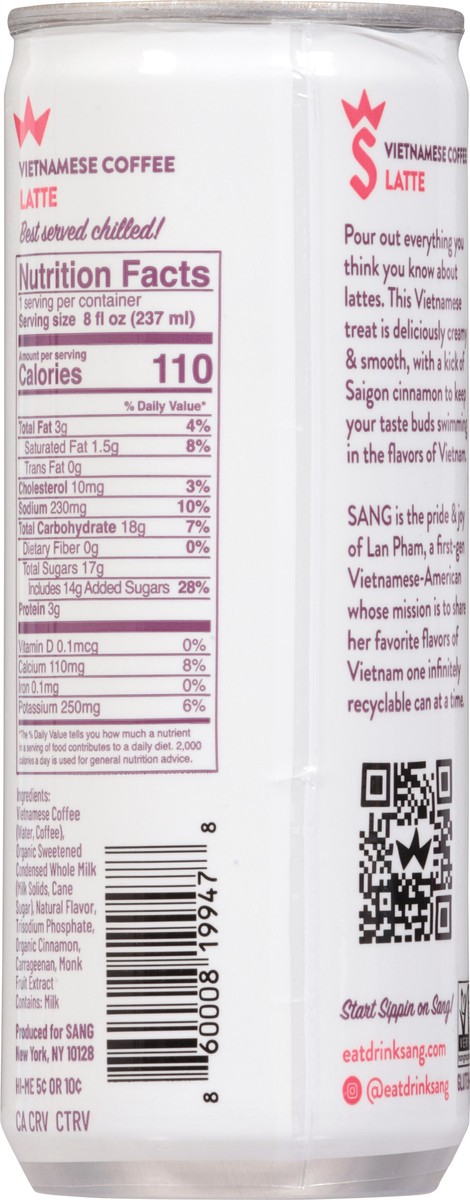 VIETNAMESE COFFEE
LATTE
Best served chilled!
Nutrition Facts
1 serving per container
Serving size 8 fl oz (237 ml)
Amount per serving
Calories 110
% Daily Value*
Total Fat 3g 4%
Saturated Fat 1.5g 8%
Trans Fat 0g
Cholesterol 10mg 3%
Sodium 230mg 10%
Total Carbohydrate 18g 7%
Dietary Fiber 0g 0%
Total Sugars 17g
Includes 14g Added Sugars 28%
Protein 3g
Vitamin D 0.1mcg 0%
Calcium 110mg 8%
Iron 0.1mg 0%
Potassium 250mg 6%
*The % Daily Value tells you how much a nutrient
in a serving of food contributes to a daily diet. 2,000
calories a day is used for general nutrition advice.
Ingredients:
Vietnamese Coffee
(Water, Coffee),
Organic Sweetened
Condensed Whole Milk
(Milk Solids, Cane
Sugar), Natural Flavor,
Trisodium Phosphate,
Organic Cinnamon,
Carrageenan, Monk
Fruit Extract
Contains: Milk
Produced for SANG
New York, NY 10128
HI-ME 5¢ OR 10¢
CA CRV CTRV
8 60008 19947 8
VIETNAMESE COFFEE
LATTE
Pour out everything you
think you know about
lattes. This Vietnamese
treat is deliciously creamy
& smooth, with a kick of
Saigon cinnamon to keep
your taste buds swimming
in the flavors of Vietnam.
SANG is the pride & joy
of Lan Pham, a first-gen
Vietnamese-American
whose mission is to share
her favorite flavors of
Vietnam one infinitely
recyclable can at a time.
Start Sippin on Sang!
eatdrinksang.com
@eatdrinksang